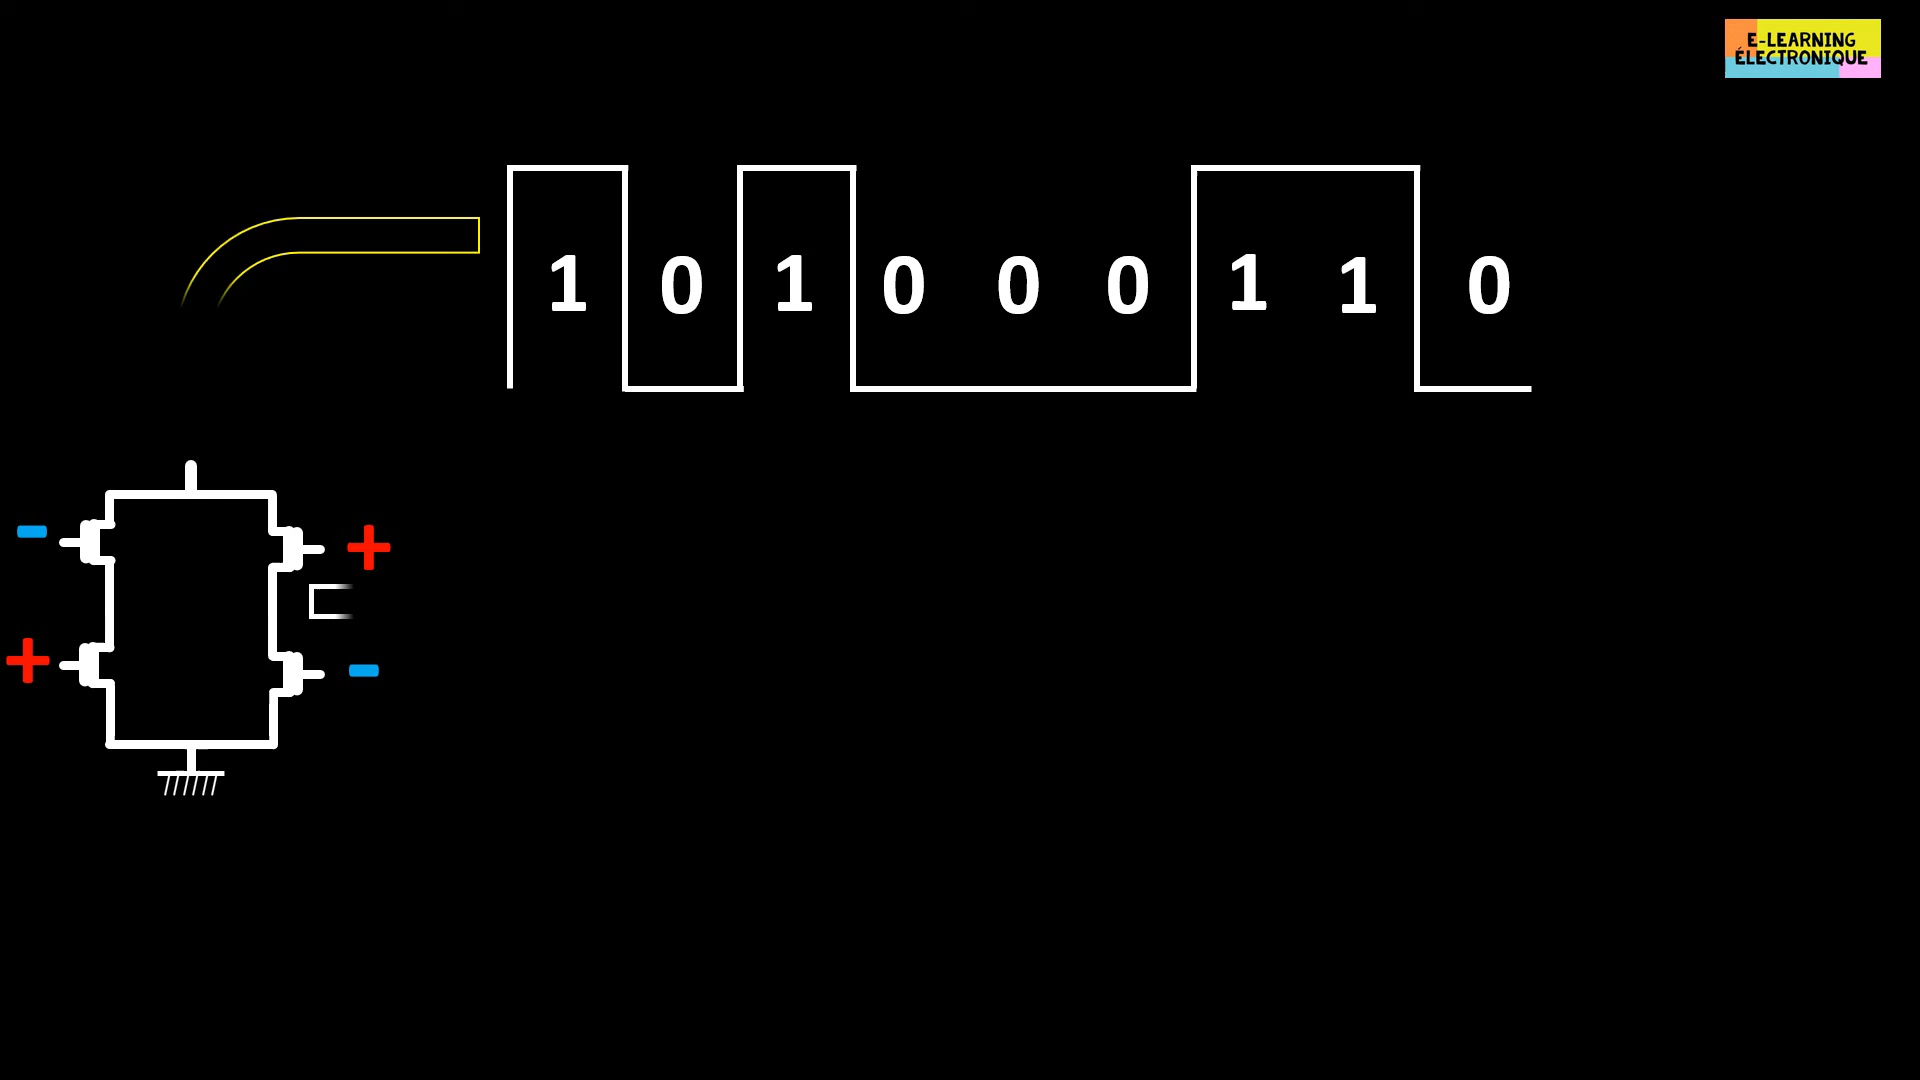 E-LEARNING
ÉLECTRONIQUE
1 0 1 0 0 0 1 1 0
- +
+ -